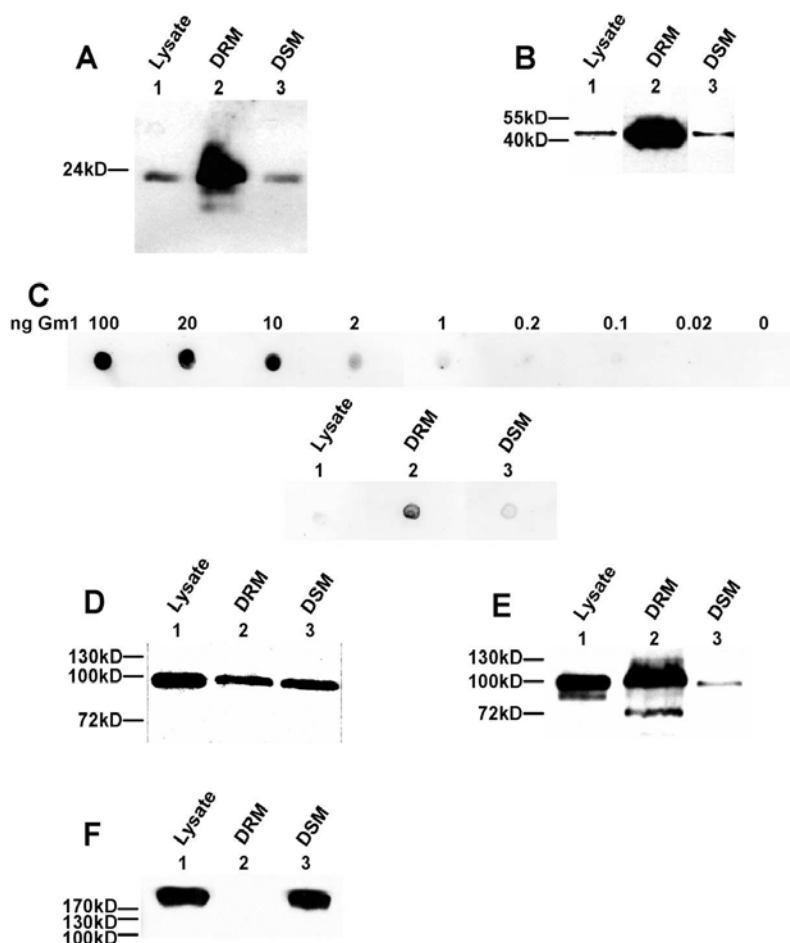 A
Lysate DRM DSM
1 2 3
24kD
B
Lysate DRM DSM
1 2 3
55kD
40kD
C
ng Gm1 100 20 10 2 1 0.2 0.1 0.02 0
Lysate DRM DSM
1 2 3
D
Lysate DRM DSM
1 2 3
130kD
100kD
72kD
E
Lysate DRM DSM
1 2 3
130kD
100kD
72kD
F
Lysate DRM DSM
1 2 3
170kD
130kD
100kD